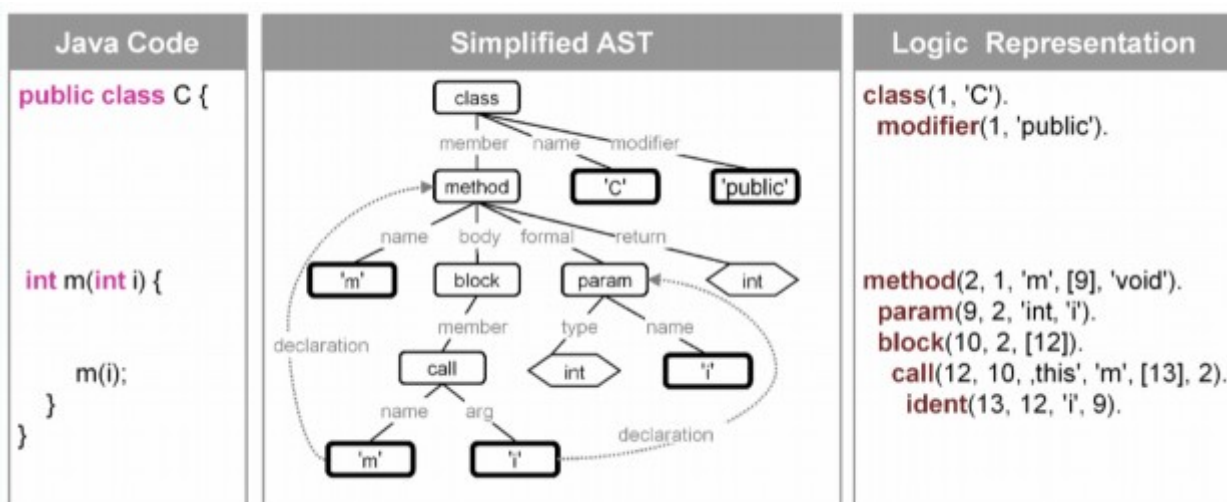 Java Code
public class C {
int m(int i) {
m(i);
}
}
Simplified AST
class
member name modifier
method 'C' 'public'
name body formal return
'm' block param int
member type name
declaration
call int 'i'
name arg
declaration
'm' 'i'
Logic Representation
class(1, 'C').
modifier(1, 'public').
method(2, 1, 'm', [9], 'void').
param(9, 2, 'int, 'i').
block(10, 2, [12]).
call(12, 10, ,this', 'm', [13], 2).
ident(13, 12, 'i', 9).